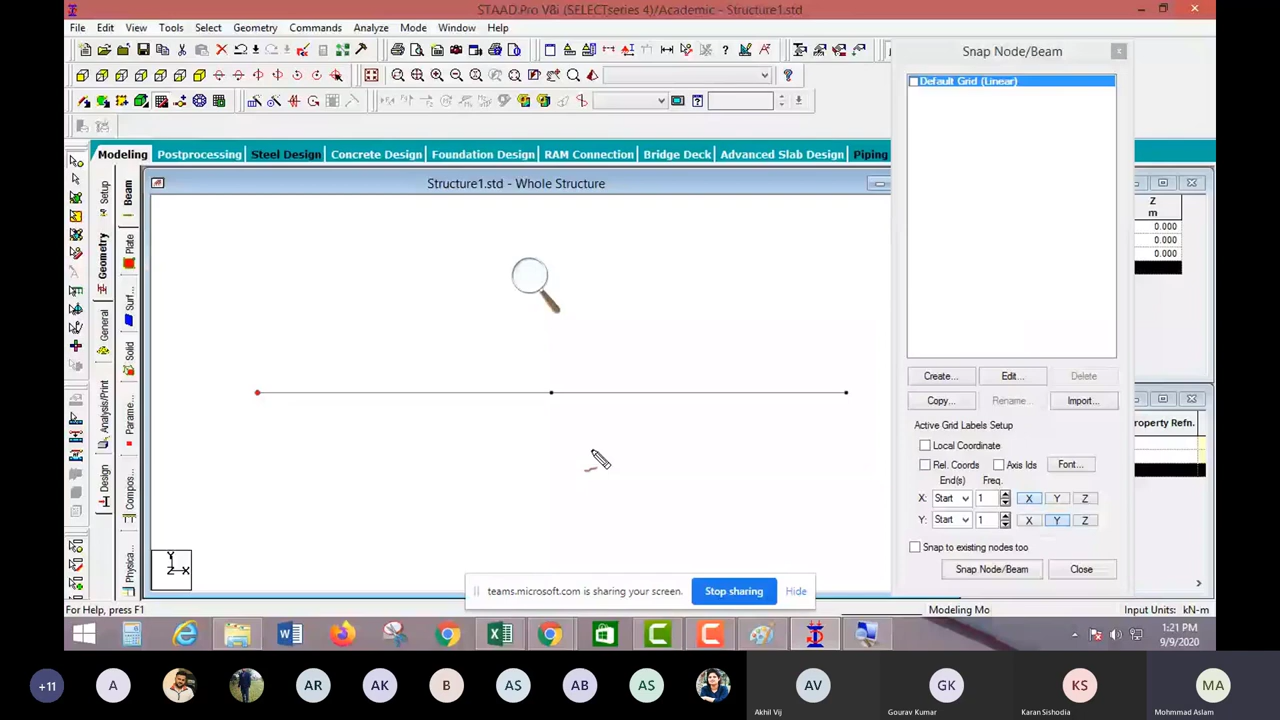 STAAD.Pro V8i (SELECTseries 4)/Academic - Structure1.std
File Edit View Tools Select Geometry Commands Analyze Mode Window Help
Snap Node/Beam
Default Grid (Linear)
Modeling Postprocessing Steel Design Concrete Design Foundation Design RAM Connection Bridge Deck Advanced Slab Design Piping
Structure1.std - Whole Structure
Setup
Geometry
General
Analysis/Print
Design
Beam
Plate
Surf...
Solid
Parame...
Compos...
Physica...
Z
m
0.000
0.000
0.000
Create... Edit... Delete
Copy... Rename... Import...
Active Grid Labels Setup
Local Coordinate
Rel. Coords Axis Ids Font...
End(s) Freq.
X: Start 1 X Y Z
Y: Start 1 X Y Z
Snap to existing nodes too
Snap Node/Beam Close
roperty Refn.
Y
Z X
teams.microsoft.com is sharing your screen. Stop sharing Hide
For Help, press F1
Modeling Mo
Input Units: kN-m
1:21 PM
9/9/2020
+11 A AR AK B AS AB AS AV GK KS MA
Akhil Vij Gourav Kumar Karan Sishodia Mohmmad Aslam